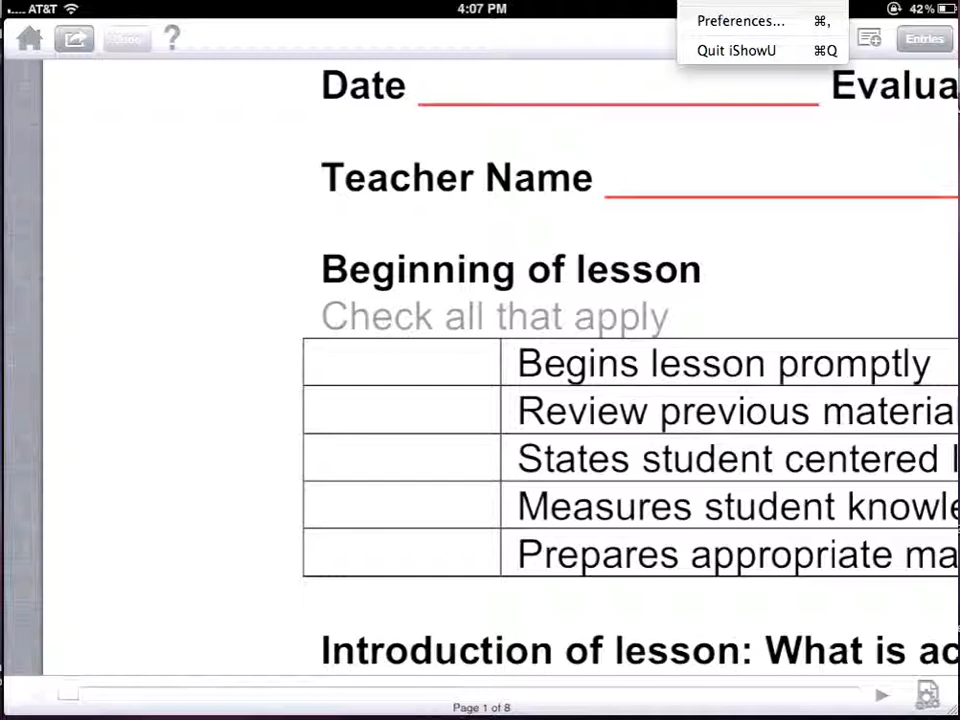 ..... AT&T 4:07 PM 42%
Preferences... ⌘,
Quit iShowU ⌘Q
? Entries
Date Evalua
Teacher Name
Beginning of lesson
Check all that apply
Begins lesson promptly
Review previous materia
States student centered l
Measures student knowle
Prepares appropriate ma
Introduction of lesson: What is ac
Page 1 of 8